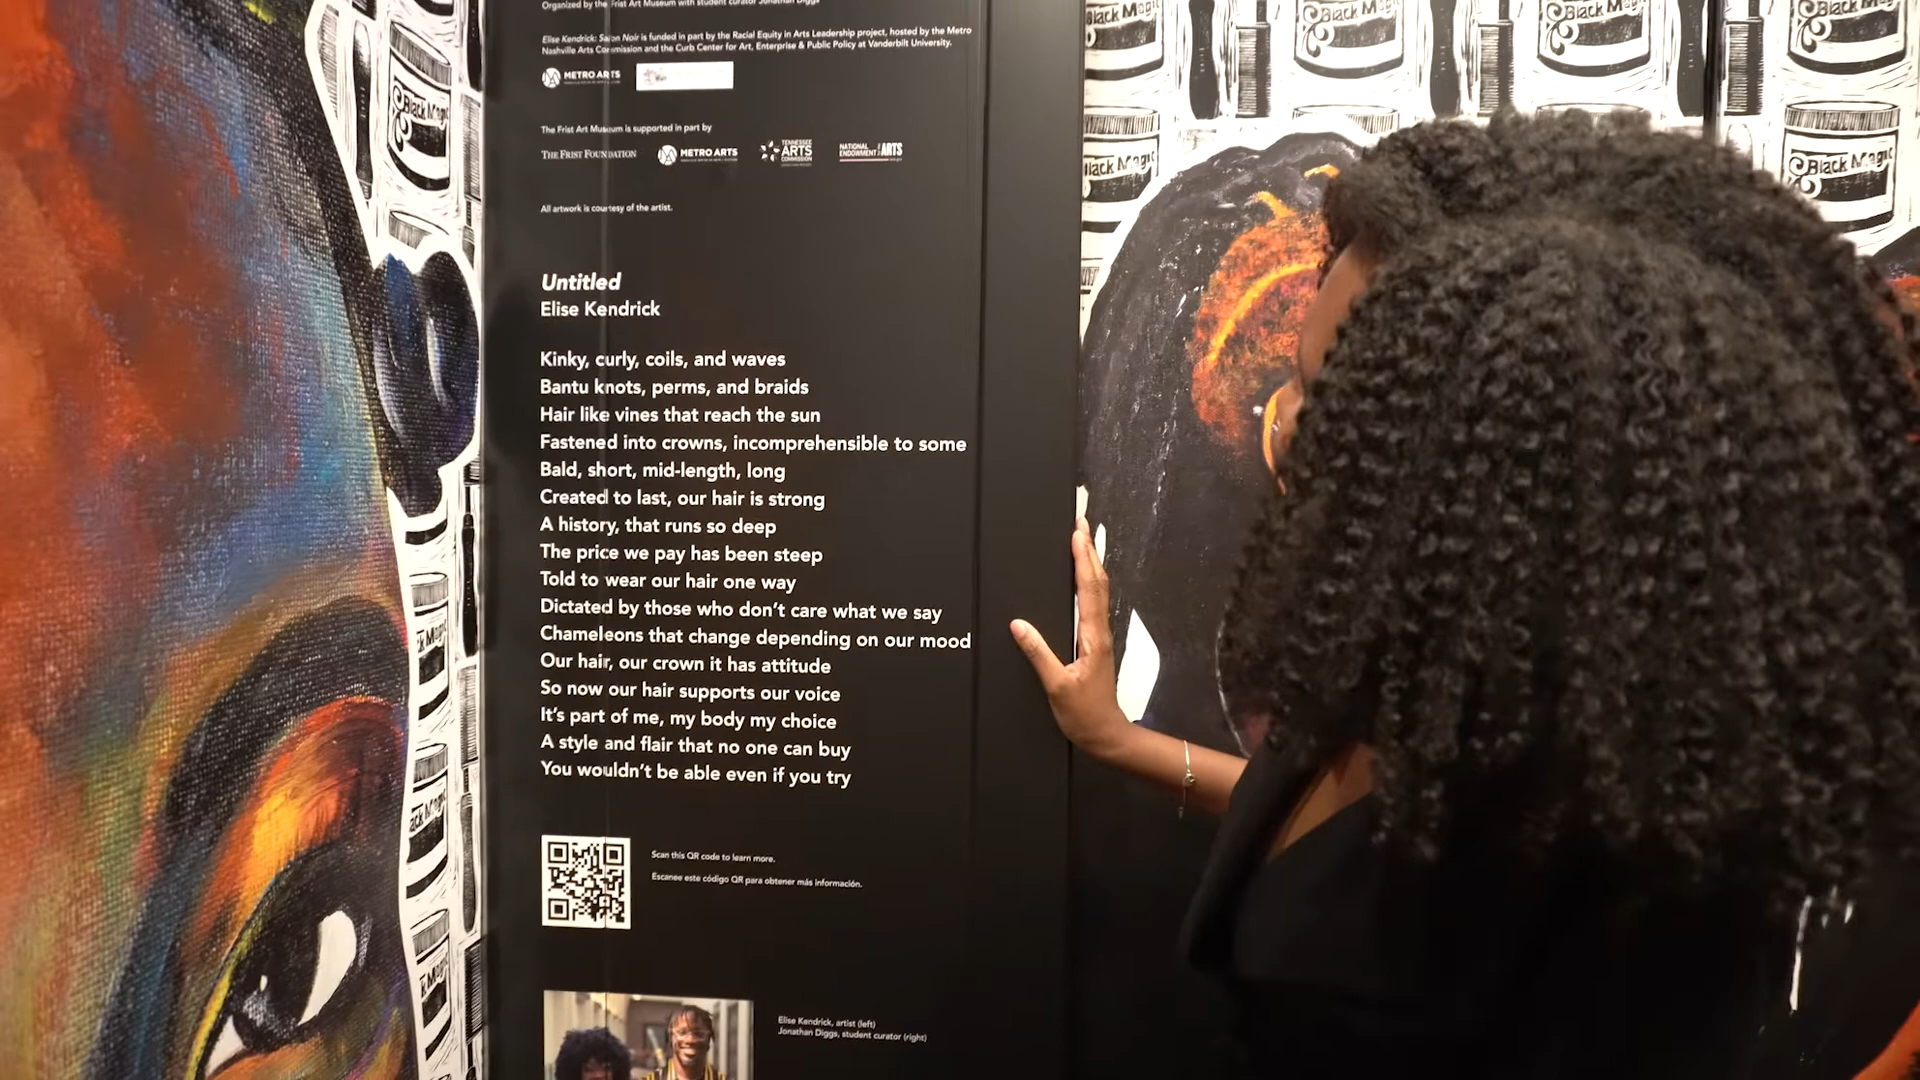 Organized by the Frist Art Museum with student curator Jonathan Diggs
Elise Kendrick: Salon Noir is funded in part by the Racial Equity in Arts Leadership project, hosted by the Metro
Nashville Arts Commission and the Curb Center for Art, Enterprise & Public Policy at Vanderbilt University.
METRO ARTS
The Frist Art Museum is supported in part by
THE FRIST FOUNDATION
METRO ARTS
TENNESSEE
ARTS
COMMISSION
NATIONAL
ENDOWMENT for the ARTS
All artwork is courtesy of the artist.
Untitled
Elise Kendrick
Kinky, curly, coils, and waves
Bantu knots, perms, and braids
Hair like vines that reach the sun
Fastened into crowns, incomprehensible to some
Bald, short, mid-length, long
Created to last, our hair is strong
A history, that runs so deep
The price we pay has been steep
Told to wear our hair one way
Dictated by those who don't care what we say
Chameleons that change depending on our mood
Our hair, our crown it has attitude
So now our hair supports our voice
It's part of me, my body my choice
A style and flair that no one can buy
You wouldn't be able even if you try
Scan this QR code to learn more.
Escanee este código QR para obtener más información.
Elise Kendrick, artist (left)
Jonathan Diggs, student curator (right)
Black Magic
Black Magic
Black Magic
Black Magic
Black Magic
Black Magic